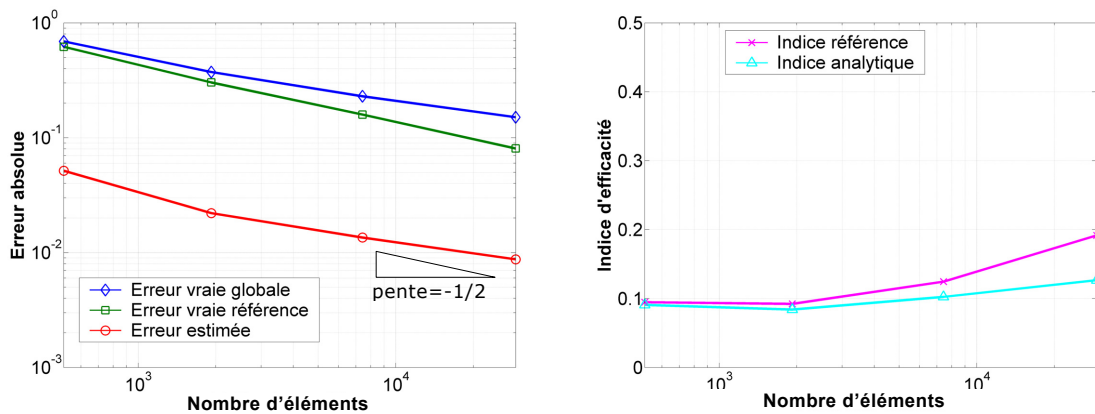 10^0
10^-1
10^-2
10^-3
Erreur absolue
pente=-1/2
Erreur vraie globale
Erreur vraie référence
Erreur estimée
10^3
10^4
Nombre d'éléments
0.5
0.4
0.3
0.2
0.1
0
Indice d'efficacité
Indice référence
Indice analytique
10^3
10^4
Nombre d'éléments